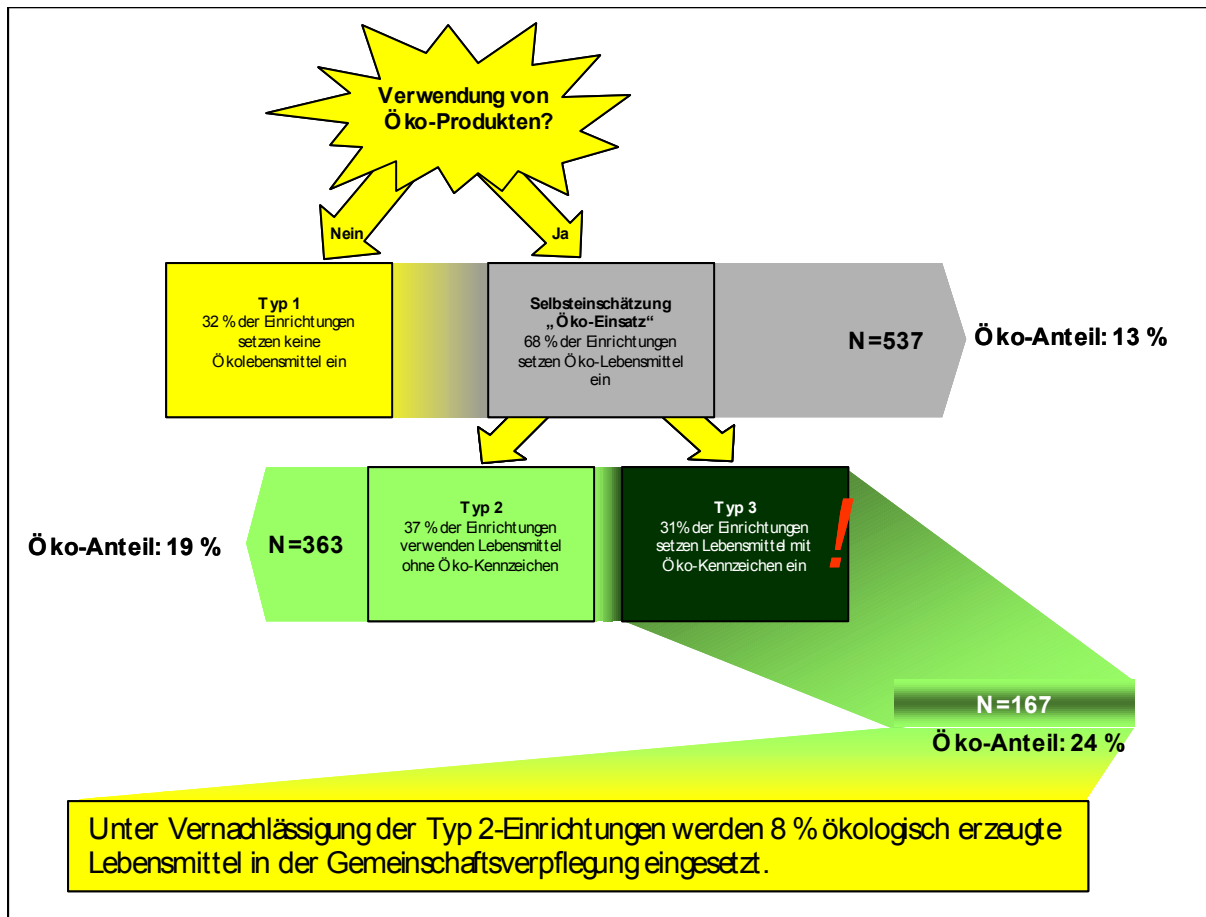 Verwendung von
Öko-Produkten?
Nein
Ja
Typ 1
32 % der Einrichtungen
setzen keine
Ökolebensmittel ein
Selbsteinschätzung
„Öko-Einsatz“
68 % der Einrichtungen
setzen Öko-Lebensmittel
ein
N=537
Öko-Anteil: 13 %
Öko-Anteil: 19 %
N=363
Typ 2
37 % der Einrichtungen
verwenden Lebensmittel
ohne Öko-Kennzeichen
Typ 3
31% der Einrichtungen
setzen Lebensmittel mit
Öko-Kennzeichen ein
!
N=167
Öko-Anteil: 24 %
Unter Vernachlässigung der Typ 2-Einrichtungen werden 8 % ökologisch erzeugte
Lebensmittel in der Gemeinschaftsverpflegung eingesetzt.